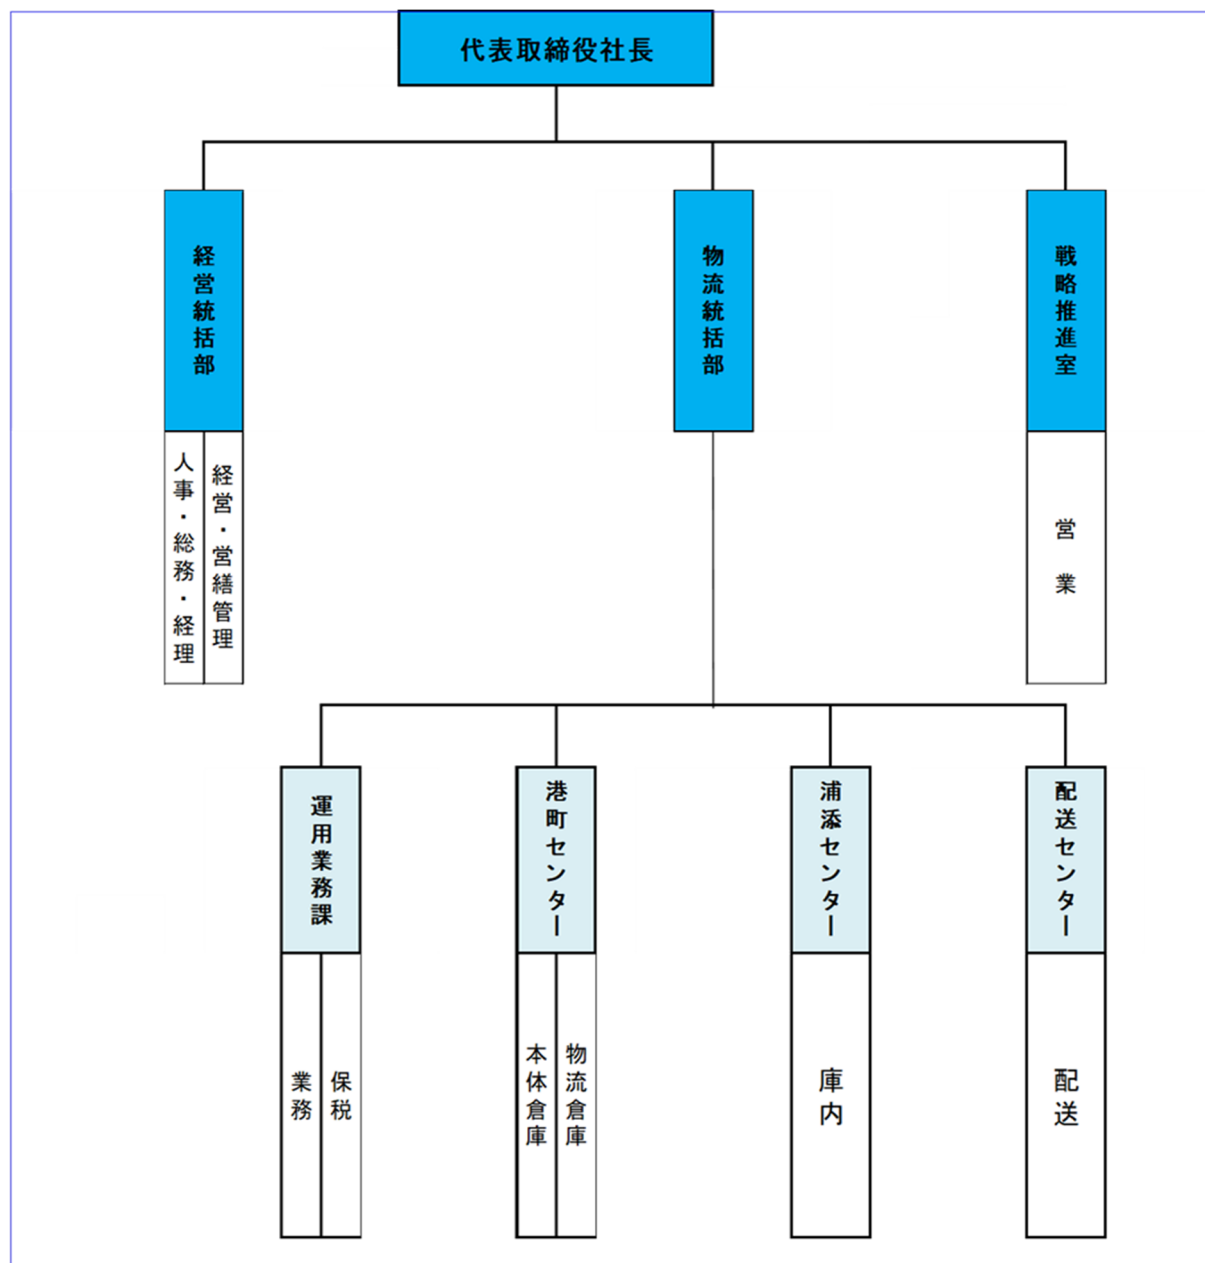 代表取締役社長
経営統括部
物流統括部
戦略推進室
人事・総務・経理
経営・営繕管理
営業
運用業務課
港町センター
浦添センター
配送センター
業務
保税
本体倉庫
物流倉庫
庫内
配送